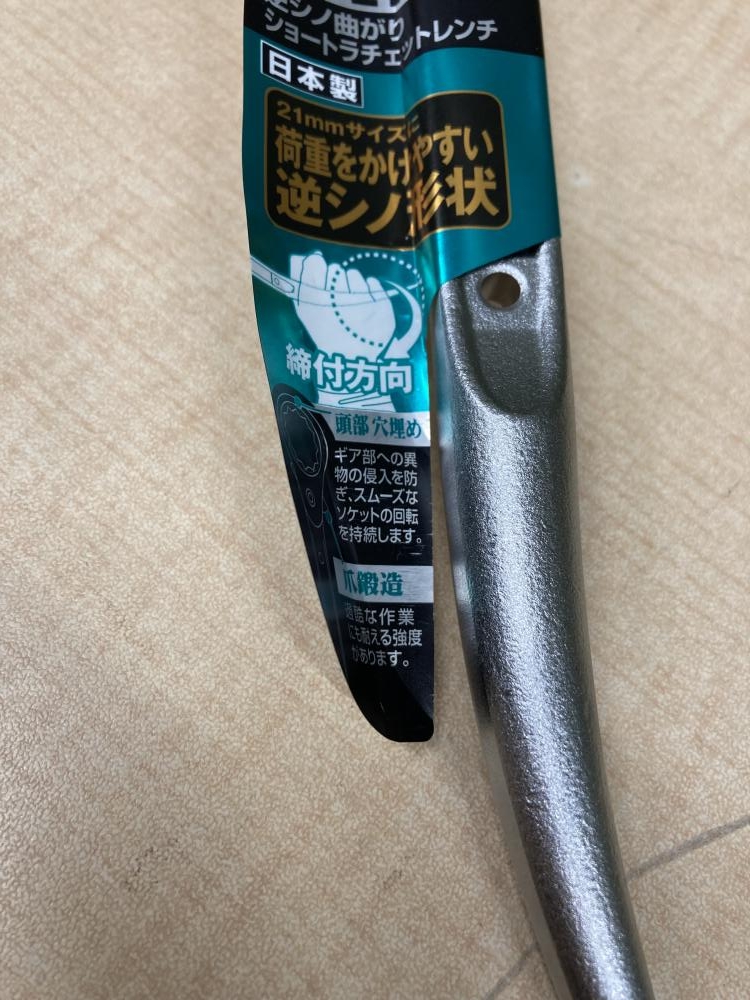 逆シノ曲がり
ショートラチェットレンチ
日本製
21mmサイズに
荷重をかけやすい
逆シノ形状
締付方向
頭部穴埋め
ギア部への異
物の侵入を防
ぎ、スムーズな
ソケットの回転
を持続します。
爪鍛造
過酷な作業
にも耐える強度
があります。